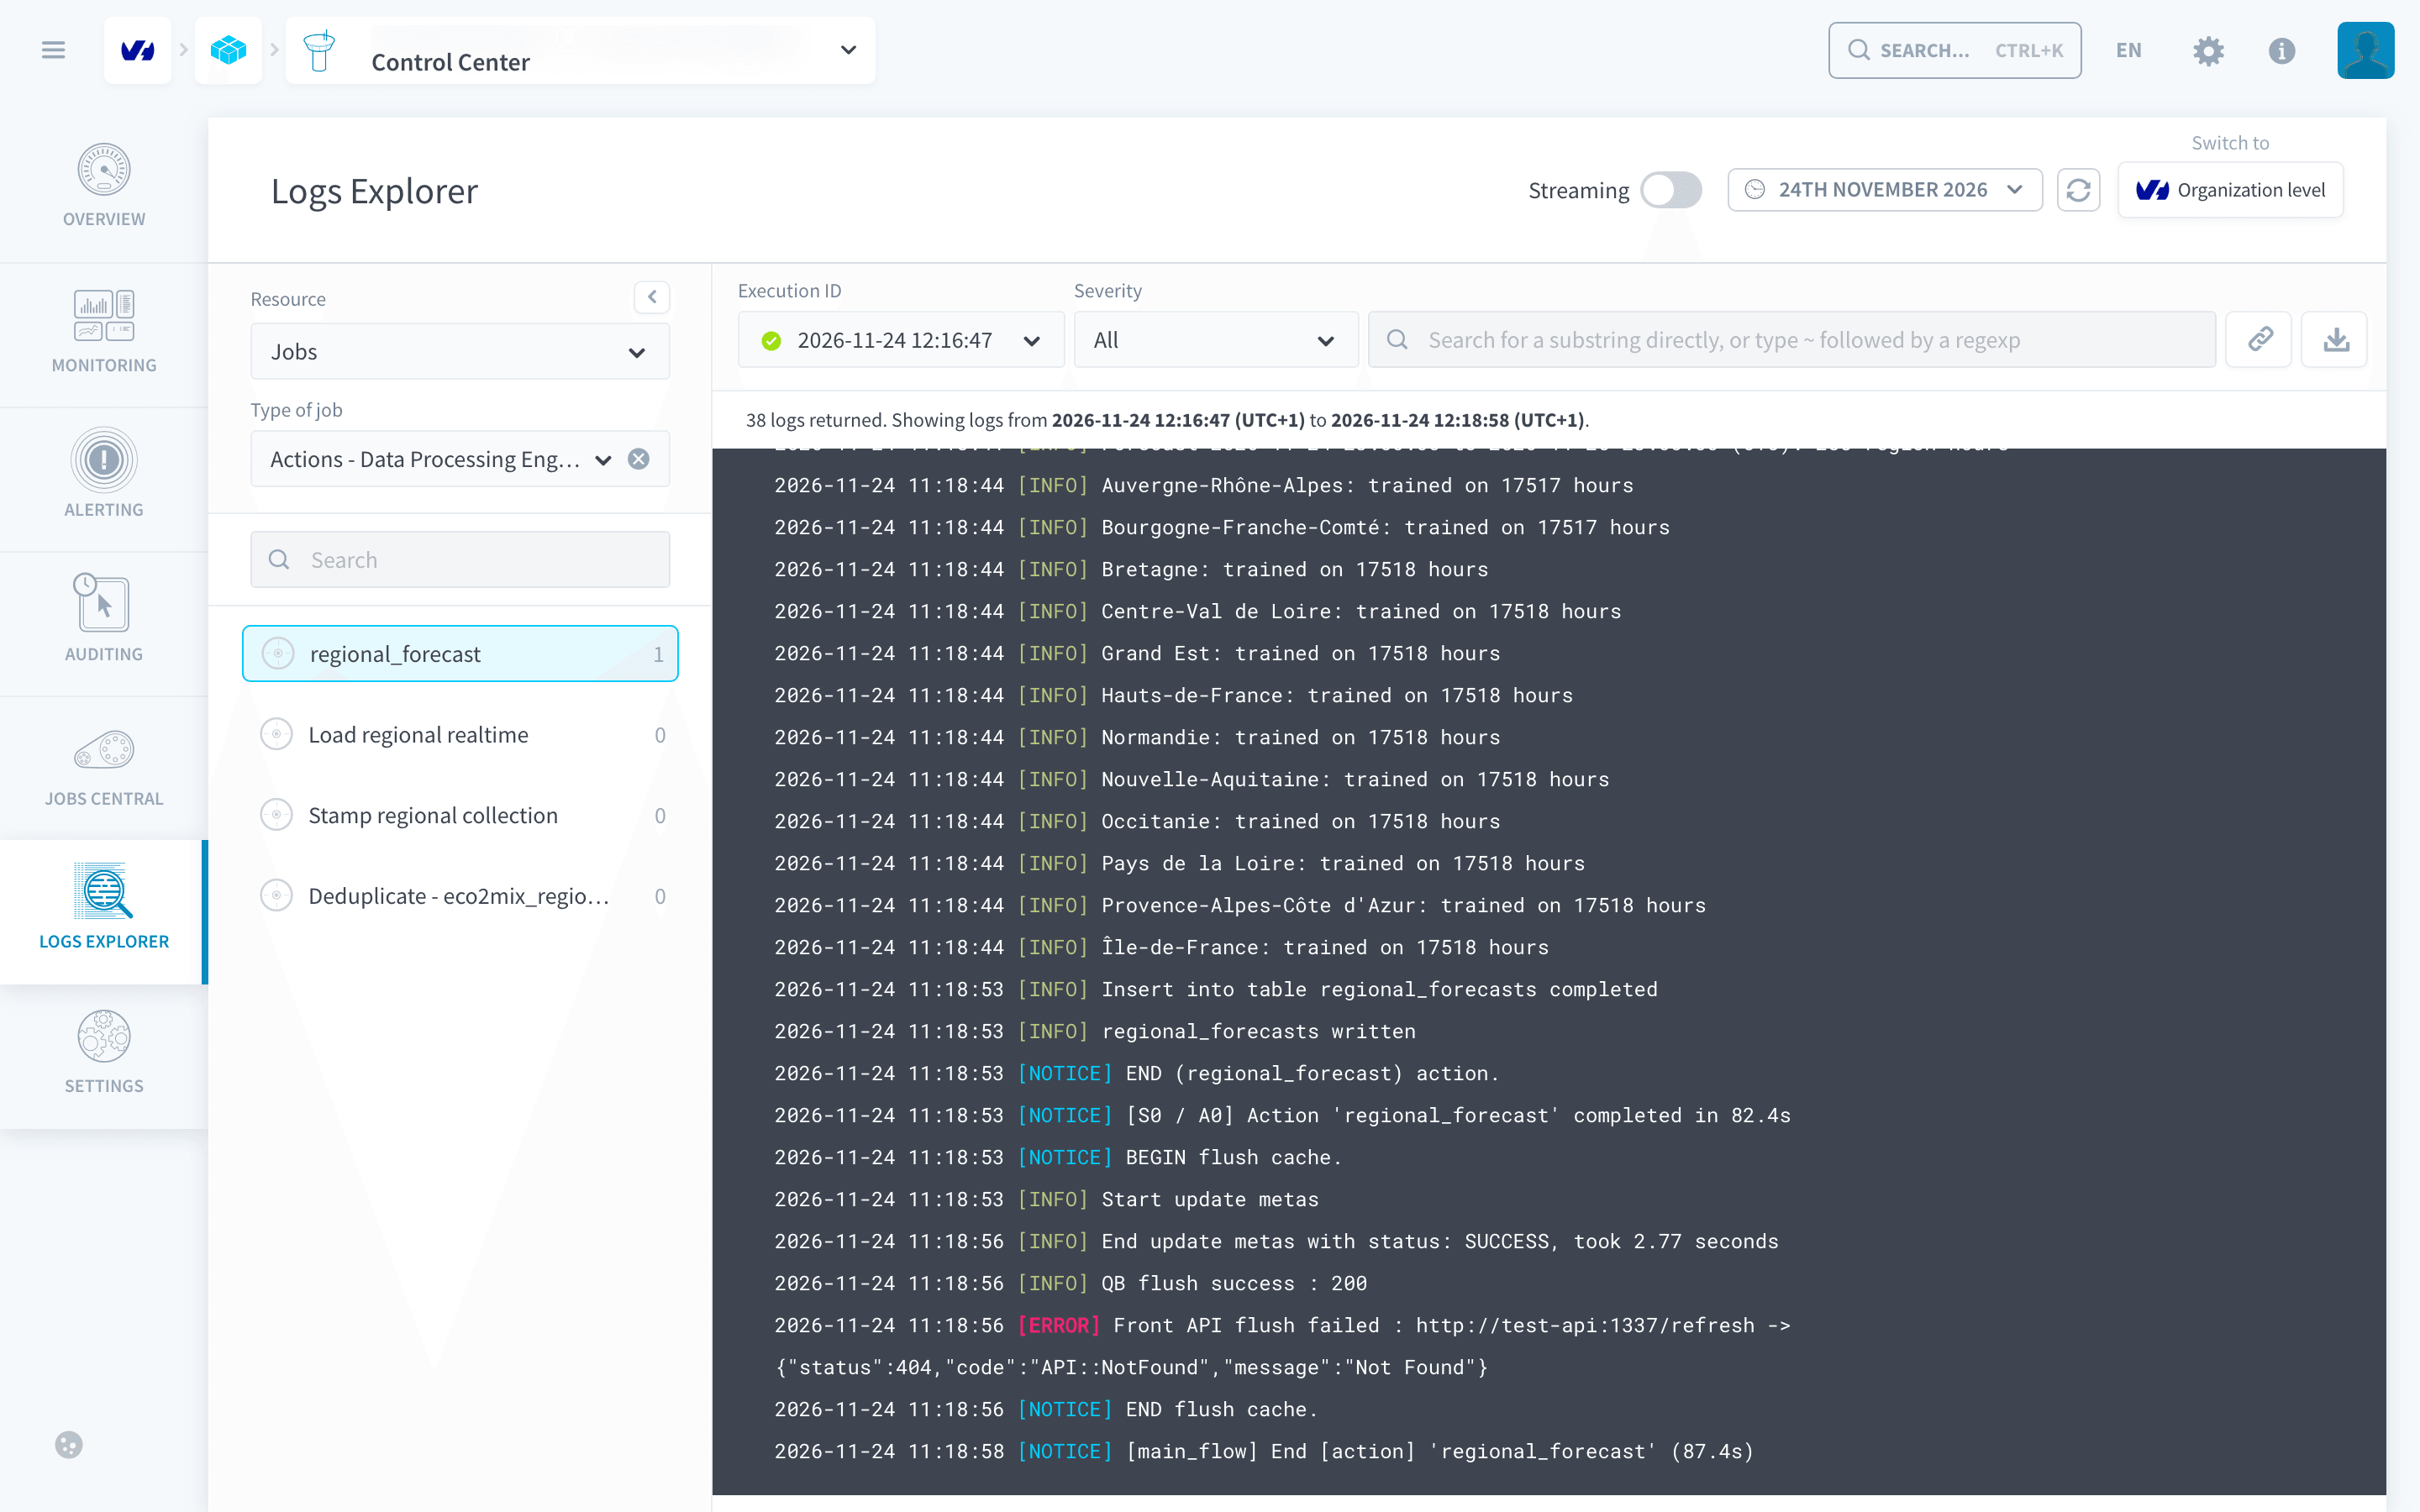 Control Center
SEARCH... CTRL+K
EN
OVERVIEW
MONITORING
ALERTING
AUDITING
JOBS CENTRAL
LOGS EXPLORER
SETTINGS
Logs Explorer
Streaming
24TH NOVEMBER 2026
Switch to
Organization level
Resource
Jobs
Type of job
Actions - Data Processing Eng...
Search
regional_forecast 1
Load regional realtime 0
Stamp regional collection 0
Deduplicate - eco2mix_regio... 0
Execution ID
2026-11-24 12:16:47
Severity
All
Search for a substring directly, or type ~ followed by a regexp
38 logs returned. Showing logs from 2026-11-24 12:16:47 (UTC+1) to 2026-11-24 12:18:58 (UTC+1).
2026-11-24 11:18:44 [INFO] Auvergne-Rhône-Alpes: trained on 17517 hours
2026-11-24 11:18:44 [INFO] Bourgogne-Franche-Comté: trained on 17517 hours
2026-11-24 11:18:44 [INFO] Bretagne: trained on 17518 hours
2026-11-24 11:18:44 [INFO] Centre-Val de Loire: trained on 17518 hours
2026-11-24 11:18:44 [INFO] Grand Est: trained on 17518 hours
2026-11-24 11:18:44 [INFO] Hauts-de-France: trained on 17518 hours
2026-11-24 11:18:44 [INFO] Normandie: trained on 17518 hours
2026-11-24 11:18:44 [INFO] Nouvelle-Aquitaine: trained on 17518 hours
2026-11-24 11:18:44 [INFO] Occitanie: trained on 17518 hours
2026-11-24 11:18:44 [INFO] Pays de la Loire: trained on 17518 hours
2026-11-24 11:18:44 [INFO] Provence-Alpes-Côte d'Azur: trained on 17518 hours
2026-11-24 11:18:44 [INFO] Île-de-France: trained on 17518 hours
2026-11-24 11:18:53 [INFO] Insert into table regional_forecasts completed
2026-11-24 11:18:53 [INFO] regional_forecasts written
2026-11-24 11:18:53 [NOTICE] END (regional_forecast) action.
2026-11-24 11:18:53 [NOTICE] [S0 / A0] Action 'regional_forecast' completed in 82.4s
2026-11-24 11:18:53 [NOTICE] BEGIN flush cache.
2026-11-24 11:18:53 [INFO] Start update metas
2026-11-24 11:18:56 [INFO] End update metas with status: SUCCESS, took 2.77 seconds
2026-11-24 11:18:56 [INFO] QB flush success : 200
2026-11-24 11:18:56 [ERROR] Front API flush failed : http://test-api:1337/refresh ->
{"status":404,"code":"API::NotFound","message":"Not Found"}
2026-11-24 11:18:56 [NOTICE] END flush cache.
2026-11-24 11:18:58 [NOTICE] [main_flow] End [action] 'regional_forecast' (87.4s)